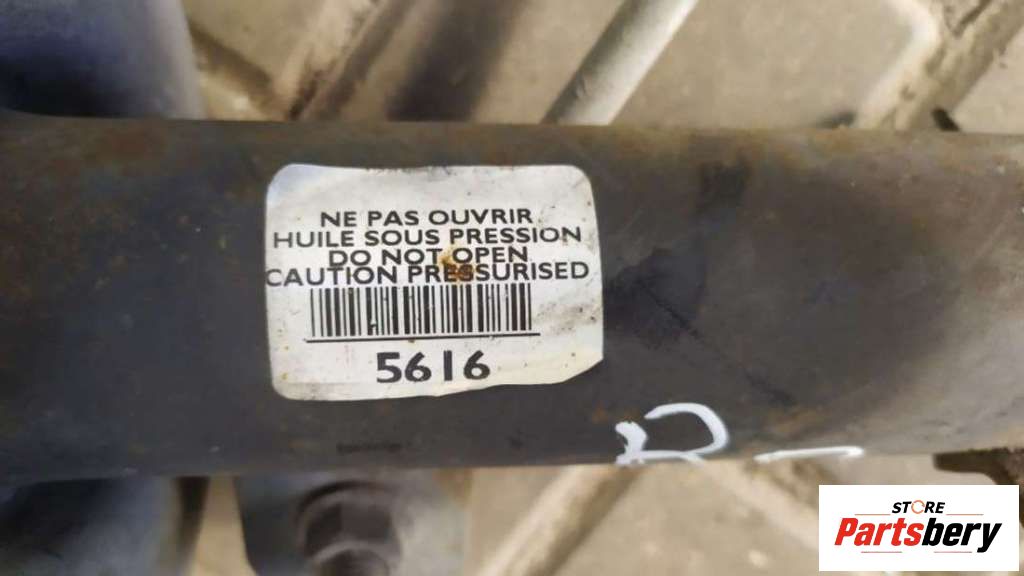 NE PAS OUVRIR
HUILE SOUS PRESSION
DO NOT OPEN
CAUTION PRESSURISED
5616
STORE
Partsbery